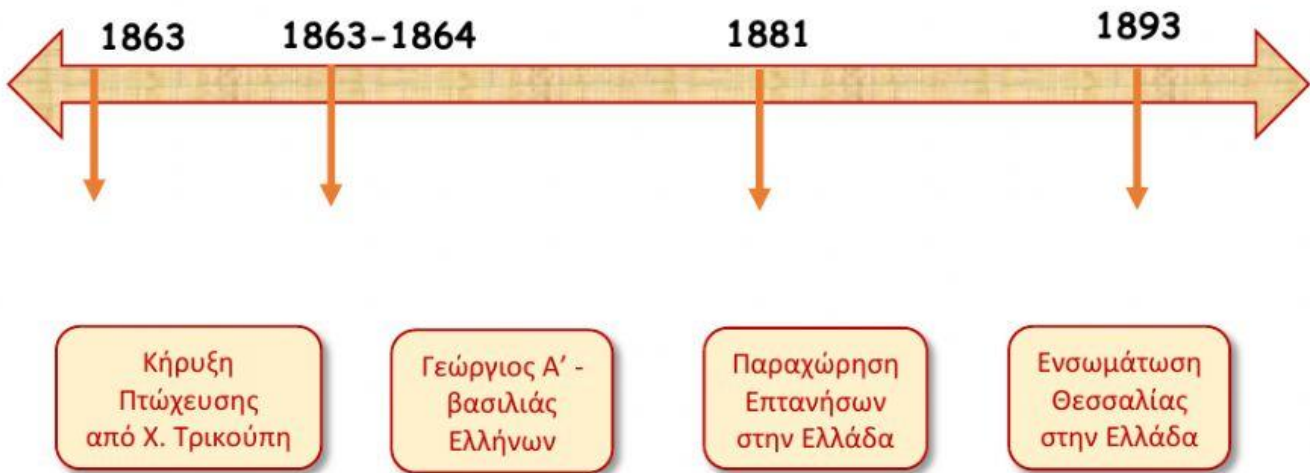 1863
1863-1864
1881
1893
Κήρυξη
Πτώχευσης
από Χ. Τρικούπη
Γεώργιος Α' -
βασιλιάς
Ελλήνων
Παραχώρηση
Επτανήσων
στην Ελλάδα
Ενσωμάτωση
Θεσσαλίας
στην Ελλάδα